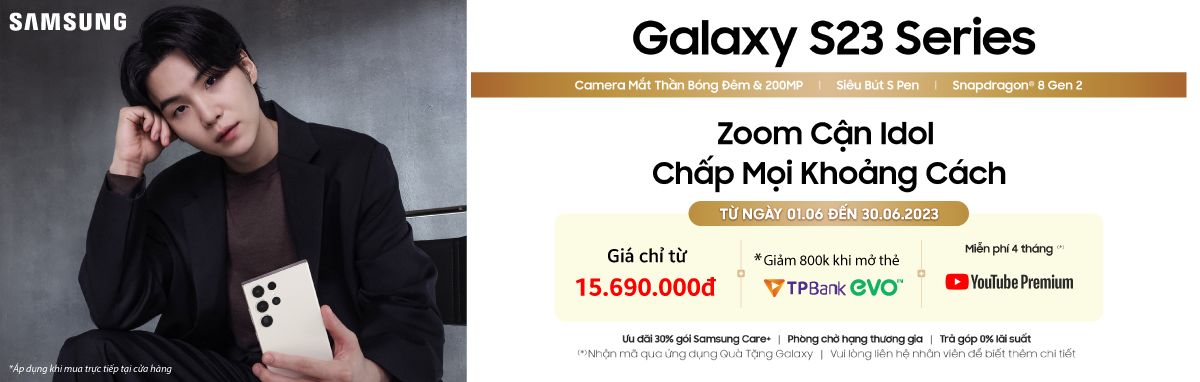 SAMSUNG
*Áp dụng khi mua trực tiếp tại cửa hàng
Galaxy S23 Series
Camera Mắt Thần Bóng Đêm & 200MP | Siêu Bút S Pen | Snapdragon® 8 Gen 2
Zoom Cận Idol
Chấp Mọi Khoảng Cách
TỪ NGÀY 01.06 ĐẾN 30.06.2023
Giá chỉ từ
15.690.000đ
*Giảm 800k khi mở thẻ
TPBank EVO™
Miễn phí 4 tháng (*)
YouTube Premium
Ưu đãi 30% gói Samsung Care+ | Phòng chờ hạng thương gia | Trả góp 0% lãi suất
(*)Nhận mã qua ứng dụng Quà Tặng Galaxy | Vui lòng liên hệ nhân viên để biết thêm chi tiết